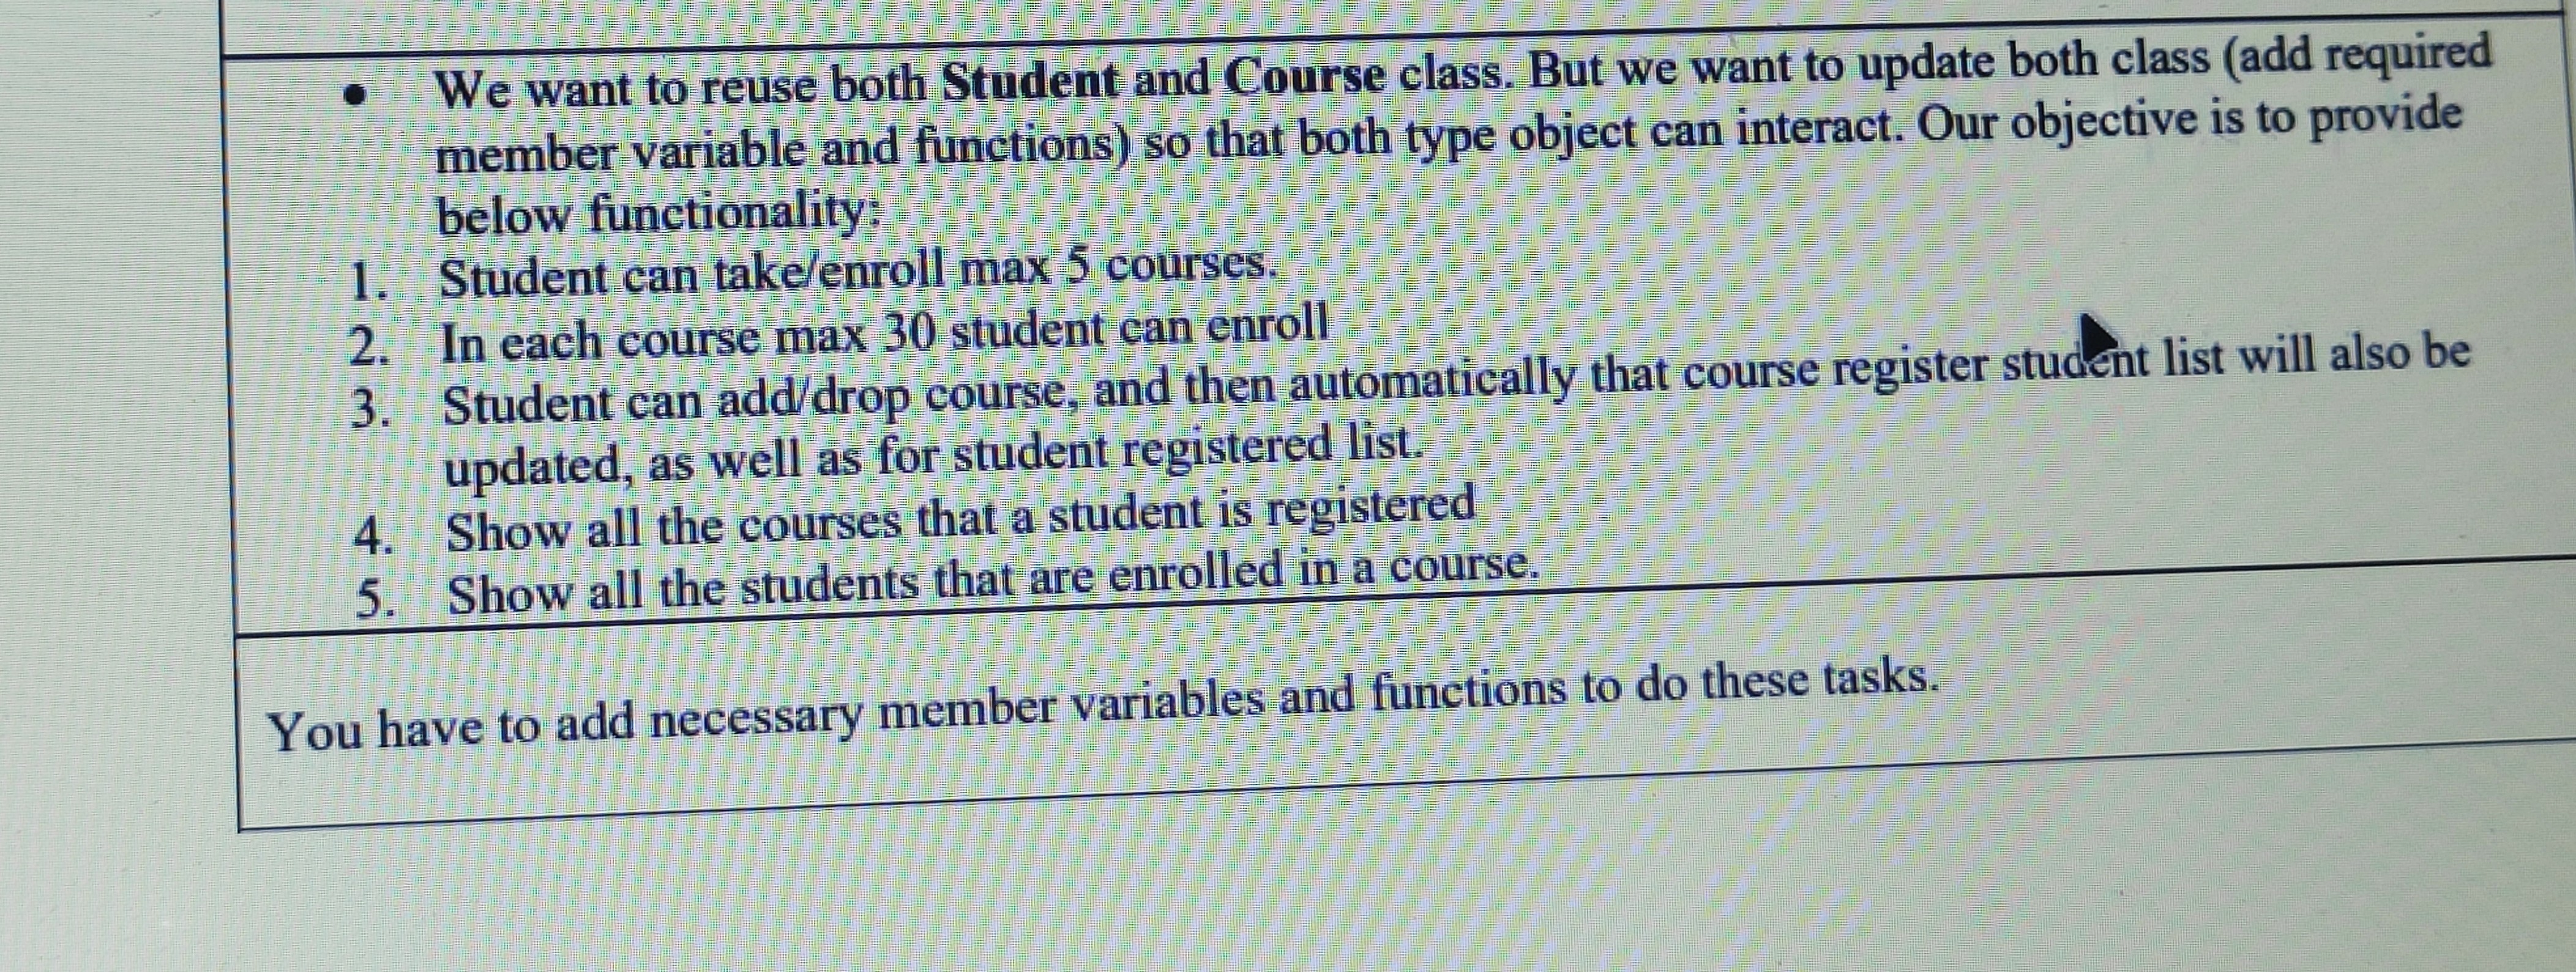 • We want to reuse both Student and Course class. But we want to update both class (add required
member variable and functions) so that both type object can interact. Our objective is to provide
below functionality:
1. Student can take/enroll max 5 courses.
2. In each course max 30 student can enroll
3. Student can add/drop course, and then automatically that course register student list will also be
updated, as well as for student registered list.
4. Show all the courses that a student is registered
5. Show all the students that are enrolled in a course.
You have to add necessary member variables and functions to do these tasks.